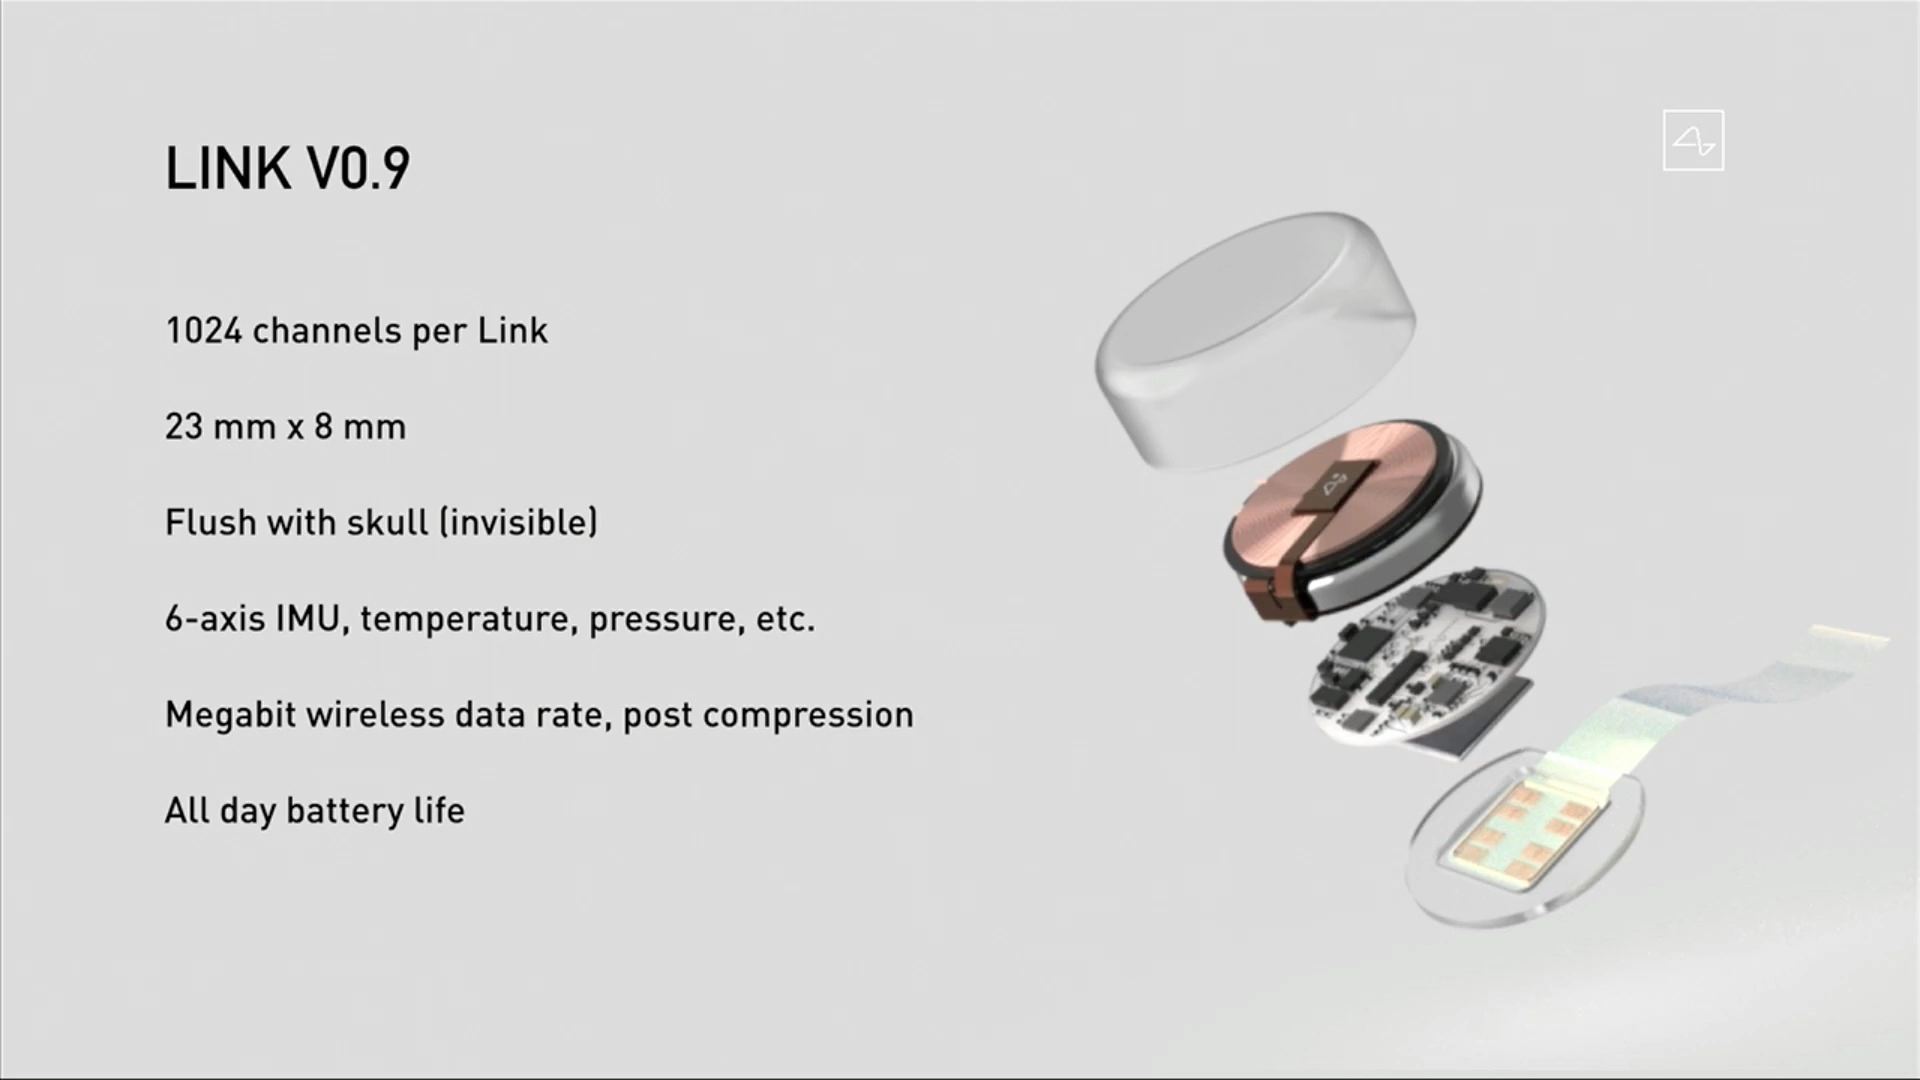 LINK V0.9
1024 channels per Link
23 mm x 8 mm
Flush with skull (invisible)
6-axis IMU, temperature, pressure, etc.
Megabit wireless data rate, post compression
All day battery life